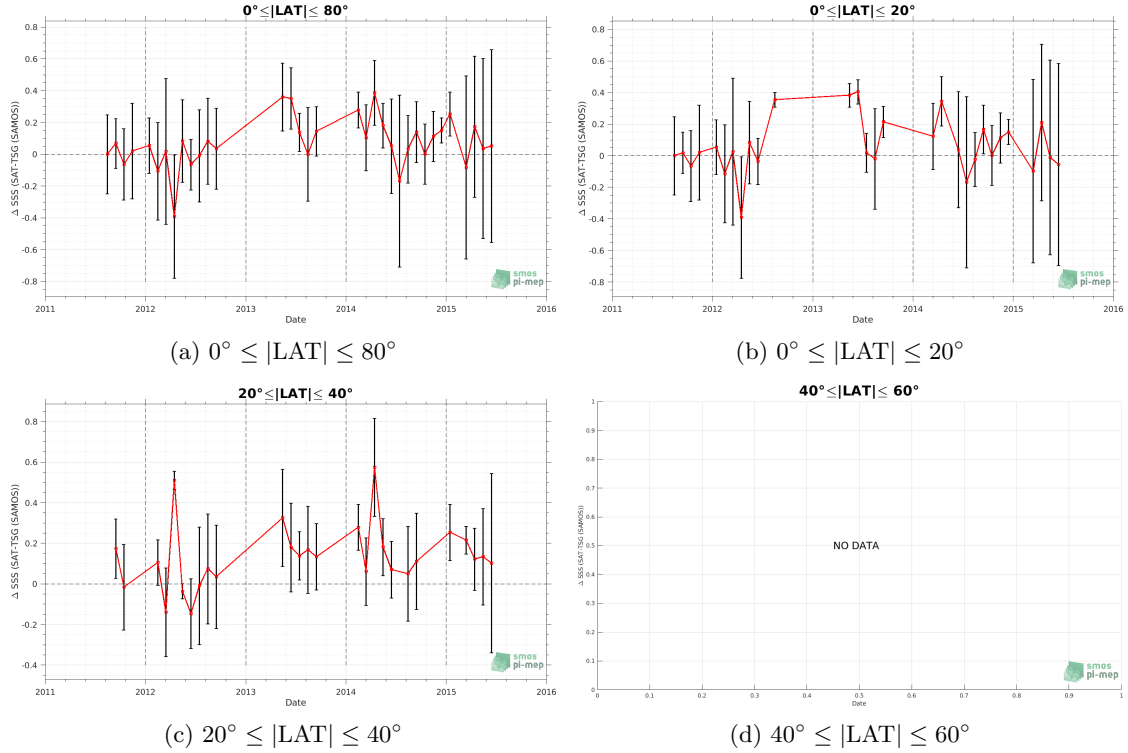 0°≤|LAT|≤ 80°
Δ SSS (SAT-TSG (SAMOS))
0.8
0.6
0.4
0.2
0
-0.2
-0.4
-0.6
-0.8
2011 2012 2013 2014 2015 2016
Date
smos
pi-mep
(a) 0° ≤ |LAT| ≤ 80°
0°≤|LAT|≤ 20°
Δ SSS (SAT-TSG (SAMOS))
0.8
0.6
0.4
0.2
0
-0.2
-0.4
-0.6
-0.8
2011 2012 2013 2014 2015 2016
Date
smos
pi-mep
(b) 0° ≤ |LAT| ≤ 20°
20°≤|LAT|≤ 40°
Δ SSS (SAT-TSG (SAMOS))
0.8
0.6
0.4
0.2
0
-0.2
-0.4
2011 2012 2013 2014 2015 2016
Date
smos
pi-mep
(c) 20° ≤ |LAT| ≤ 40°
40°≤|LAT|≤ 60°
Δ SSS (SAT-TSG (SAMOS))
1
0.9
0.8
0.7
0.6
0.5
0.4
0.3
0.2
0.1
0
NO DATA
0 0.1 0.2 0.3 0.4 0.5 0.6 0.7 0.8 0.9 1
Date
smos
pi-mep
(d) 40° ≤ |LAT| ≤ 60°